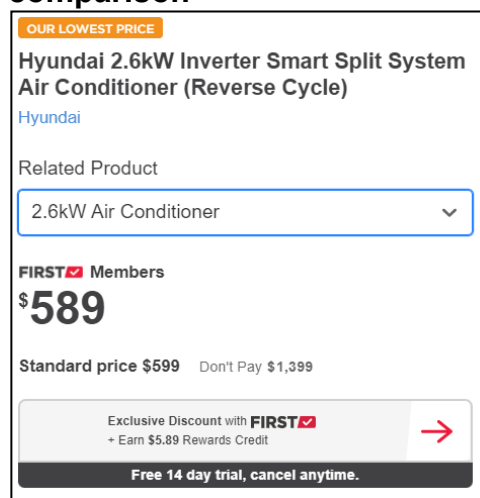 OUR LOWEST PRICE
Hyundai 2.6kW Inverter Smart Split System
Air Conditioner (Reverse Cycle)
Hyundai
Related Product
2.6kW Air Conditioner
FIRST Members
$589
Standard price $599 Don't Pay $1,399
Exclusive Discount with FIRST
+ Earn $5.89 Rewards Credit
Free 14 day trial, cancel anytime.